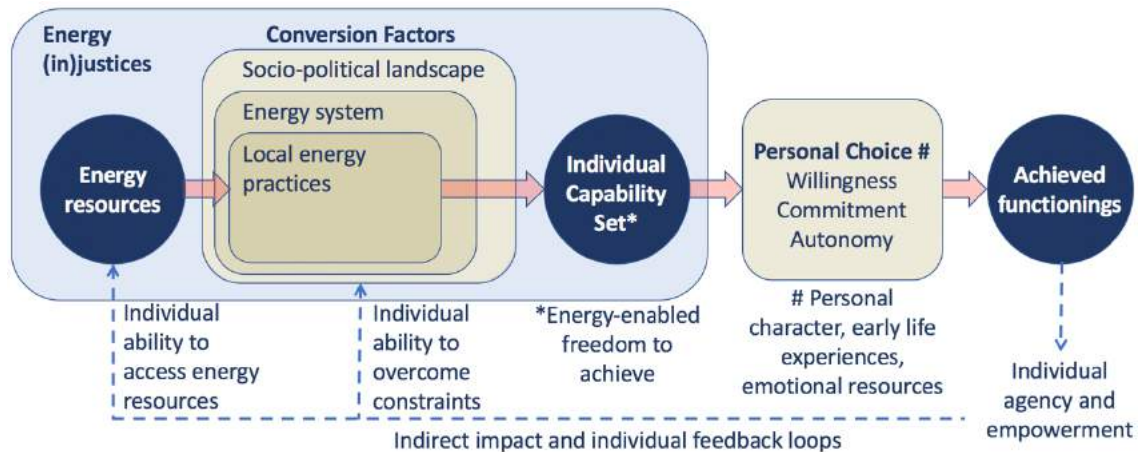 Energy
(in)justices
Conversion Factors
Socio-political landscape
Energy system
Local energy
practices
Energy
resources
Individual
Capability
Set*
Personal Choice #
Willingness
Commitment
Autonomy
Achieved
functionings
Individual
ability to
access energy
resources
Individual
ability to
overcome
constraints
*Energy-enabled
freedom to
achieve
# Personal
character, early life
experiences,
emotional resources
Individual
agency and
empowerment
Indirect impact and individual feedback loops